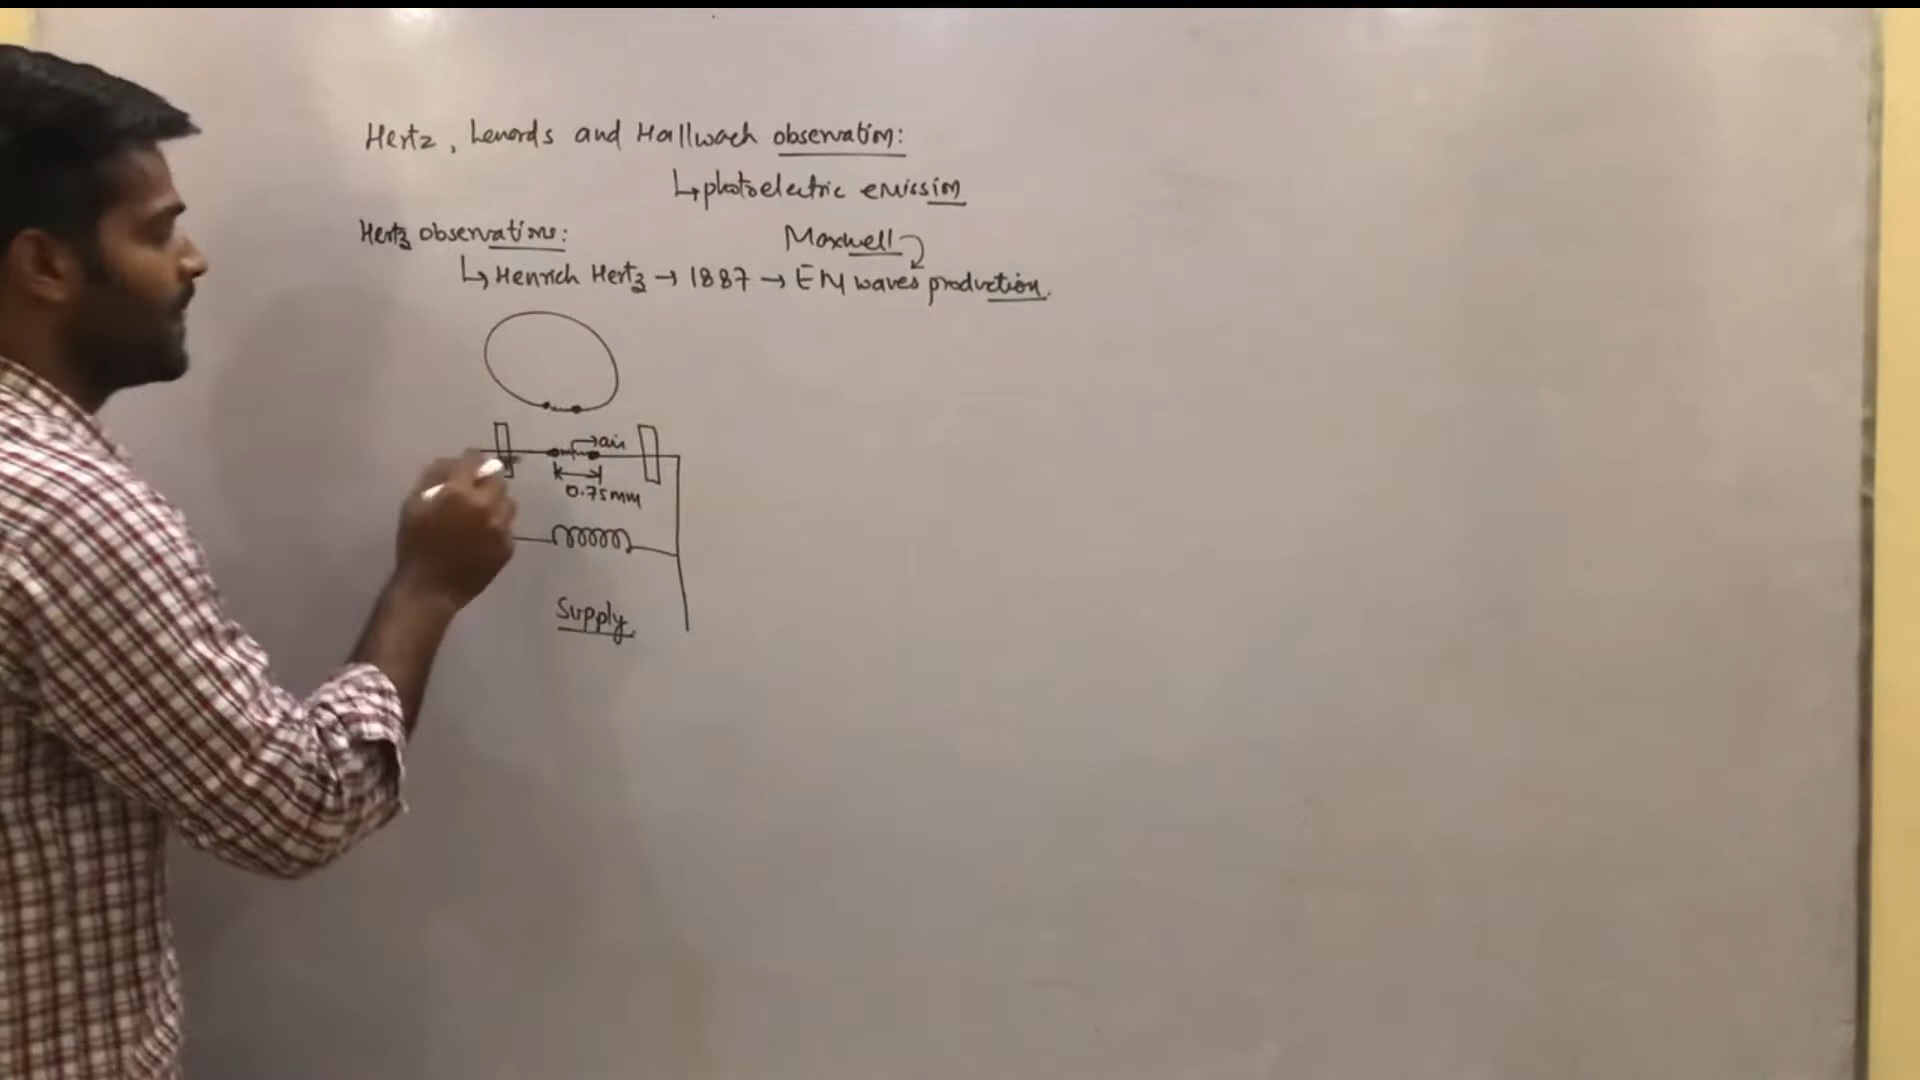 Hertz, Lenords and Hallwach observation:
↳ photoelectric emission
Hertz observations:
Maxwell
↳ Henrich Hertz → 1887 → EM waves production.
→ air
0.75mm
Supply